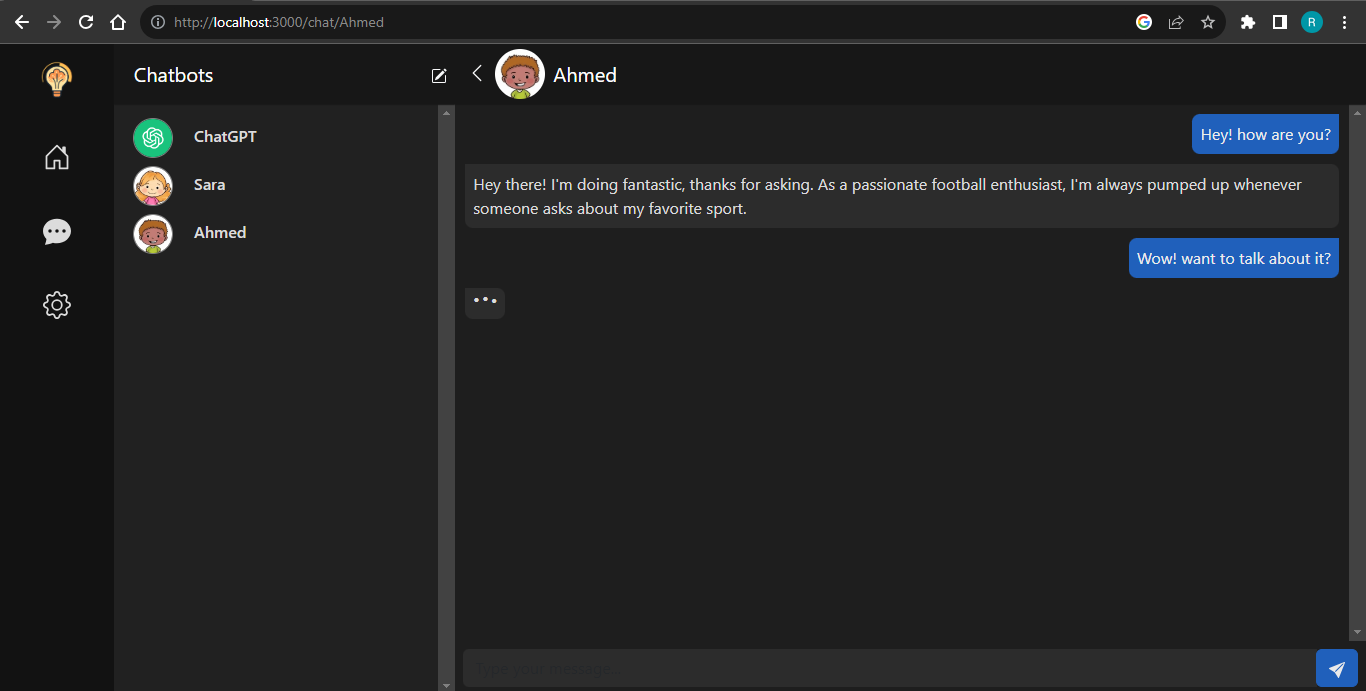 http://localhost:3000/chat/Ahmed
R
Chatbots
Ahmed
ChatGPT
Sara
Ahmed
Hey! how are you?
Hey there! I'm doing fantastic, thanks for asking. As a passionate football enthusiast, I'm always pumped up whenever
someone asks about my favorite sport.
Wow! want to talk about it?
Type your message...